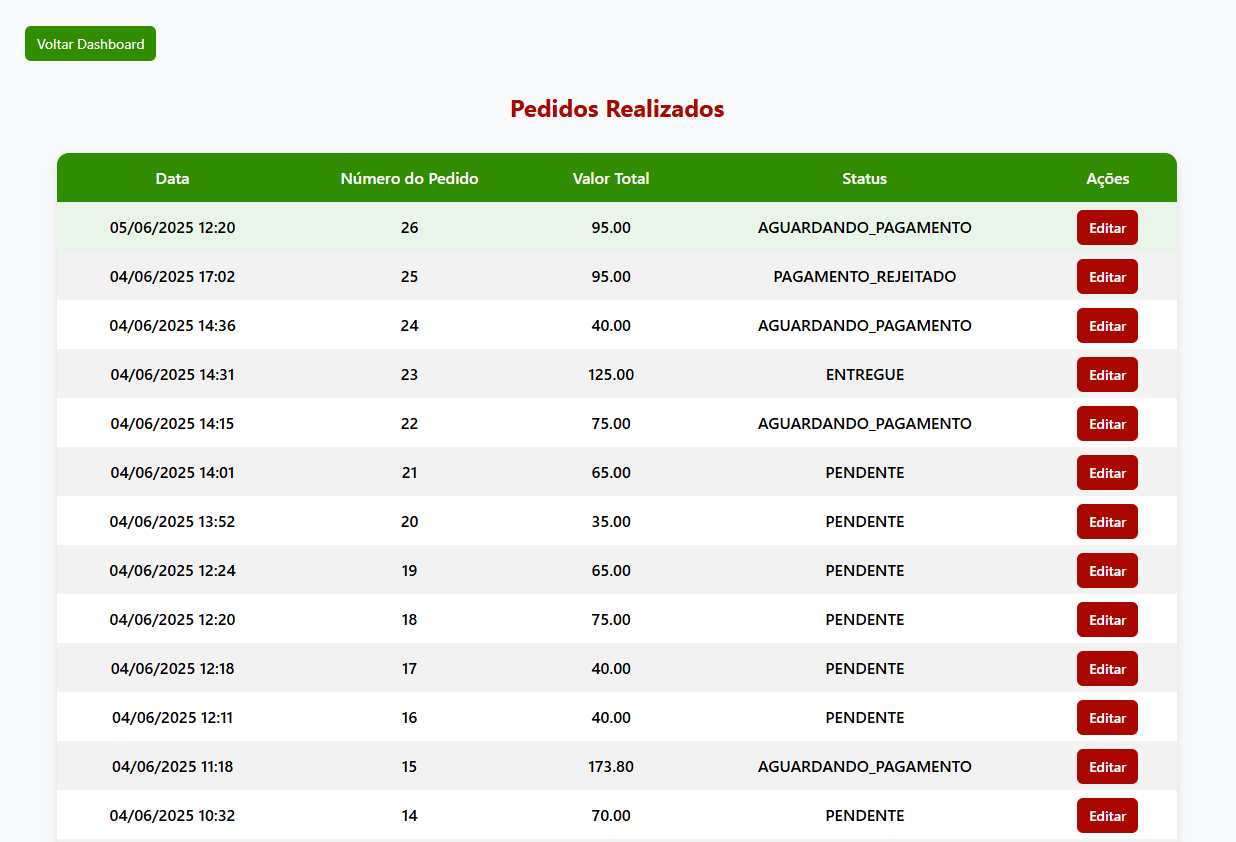 Voltar Dashboard
Pedidos Realizados
Data Número do Pedido Valor Total Status Ações
05/06/2025 12:20 26 95.00 AGUARDANDO_PAGAMENTO Editar
04/06/2025 17:02 25 95.00 PAGAMENTO_REJEITADO Editar
04/06/2025 14:36 24 40.00 AGUARDANDO_PAGAMENTO Editar
04/06/2025 14:31 23 125.00 ENTREGUE Editar
04/06/2025 14:15 22 75.00 AGUARDANDO_PAGAMENTO Editar
04/06/2025 14:01 21 65.00 PENDENTE Editar
04/06/2025 13:52 20 35.00 PENDENTE Editar
04/06/2025 12:24 19 65.00 PENDENTE Editar
04/06/2025 12:20 18 75.00 PENDENTE Editar
04/06/2025 12:18 17 40.00 PENDENTE Editar
04/06/2025 12:11 16 40.00 PENDENTE Editar
04/06/2025 11:18 15 173.80 AGUARDANDO_PAGAMENTO Editar
04/06/2025 10:32 14 70.00 PENDENTE Editar